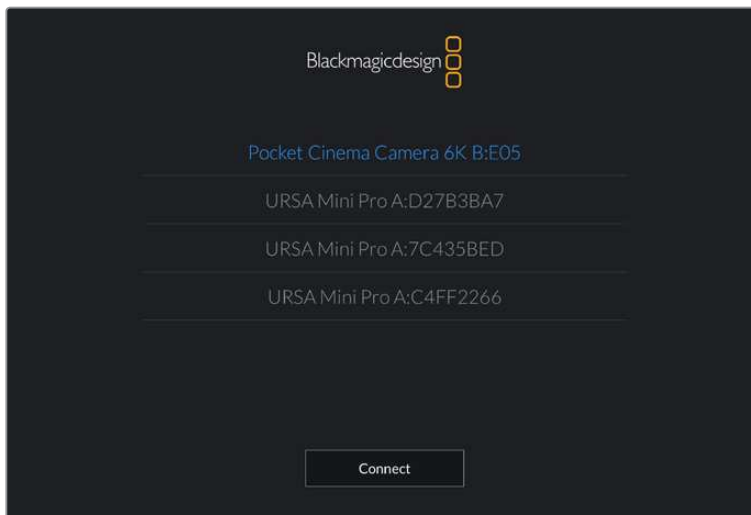 Blackmagicdesign
Pocket Cinema Camera 6K B:E05
URSA Mini Pro A:D27B3BA7
URSA Mini Pro A:7C435BED
URSA Mini Pro A:C4FF2266
Connect